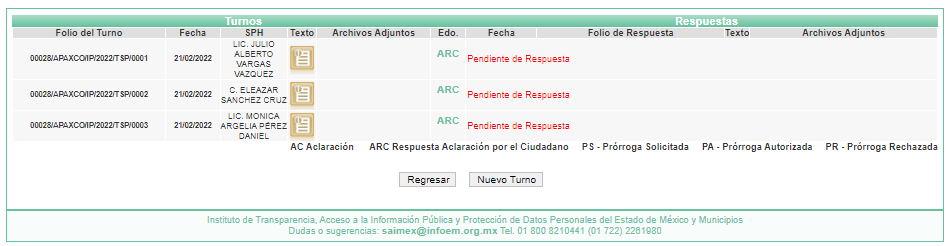 Turnos Respuestas
Folio del Turno Fecha SPH Texto Archivos Adjuntos Edo. Fecha Folio de Respuesta Texto Archivos Adjuntos
LIC. JULIO
ALBERTO
VARGAS
VAZQUEZ
00028/APAXCO/IP/2022/TSP/0001 21/02/2022 ARC Pendiente de Respuesta
C. ELEAZAR
SANCHEZ CRUZ
00028/APAXCO/IP/2022/TSP/0002 21/02/2022 ARC Pendiente de Respuesta
LIC. MONICA
ARGELIA PÉREZ
DANIEL
00028/APAXCO/IP/2022/TSP/0003 21/02/2022 ARC Pendiente de Respuesta
AC Aclaración ARC Respuesta Aclaración por el Ciudadano PS - Prórroga Solicitada PA - Prórroga Autorizada PR - Prórroga Rechazada
Regresar Nuevo Turno
Instituto de Transparencia, Acceso a la Información Pública y Protección de Datos Personales del Estado de México y Municipios
Dudas o sugerencias: saimex@infoem.org.mx Tel. 01 800 8210441 (01 722) 2261980